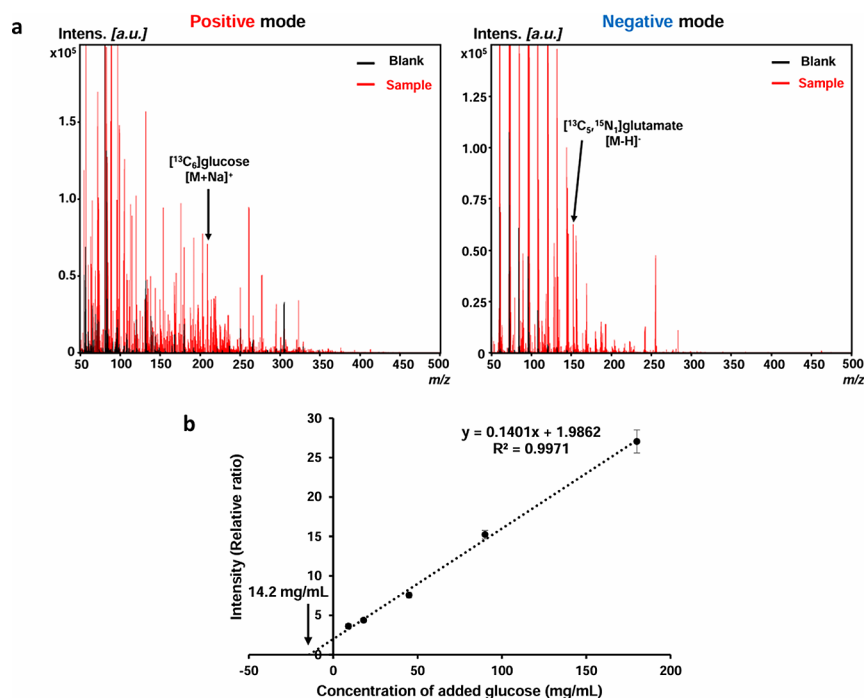 a
Positive mode
Negative mode
Intens. [a.u.]
x10⁵
Blank
Sample
[¹³C₆]glucose
[M+Na]⁺
1.5
1.0
0.5
0
50 100 150 200 250 300 350 400 450 500
m/z
Intens. [a.u.]
x10⁵
Blank
Sample
[¹³C₅,¹⁵N₁]glutamate
[M-H]⁻
1.25
1.00
0.75
0.50
0.25
0
50 100 150 200 250 300 350 400 450 500
m/z
b
y = 0.1401x + 1.9862
R² = 0.9971
Intensity (Relative ratio)
30
25
20
15
10
5
0
14.2 mg/mL
-50 0 50 100 150 200
Concentration of added glucose (mg/mL)